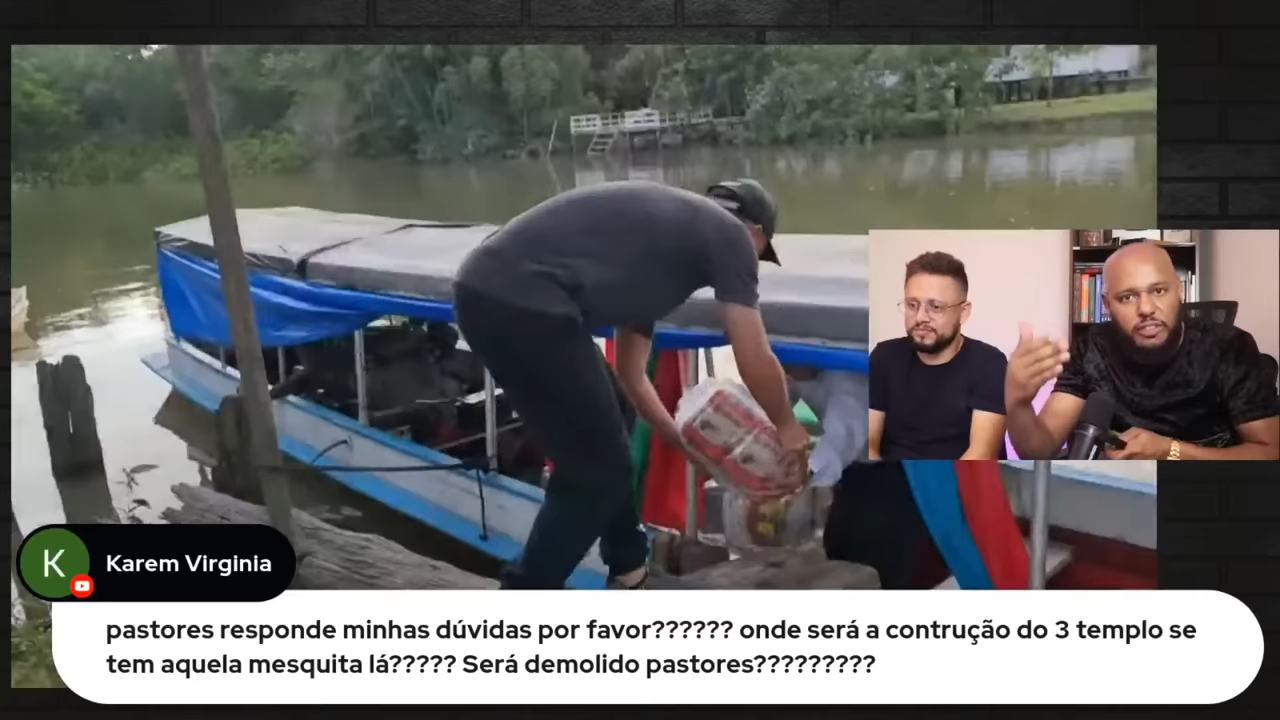 K
Karem Virginia
pastores responde minhas dúvidas por favor?????? onde será a contrução do 3 templo se
tem aquela mesquita lá????? Será demolido pastores?????????